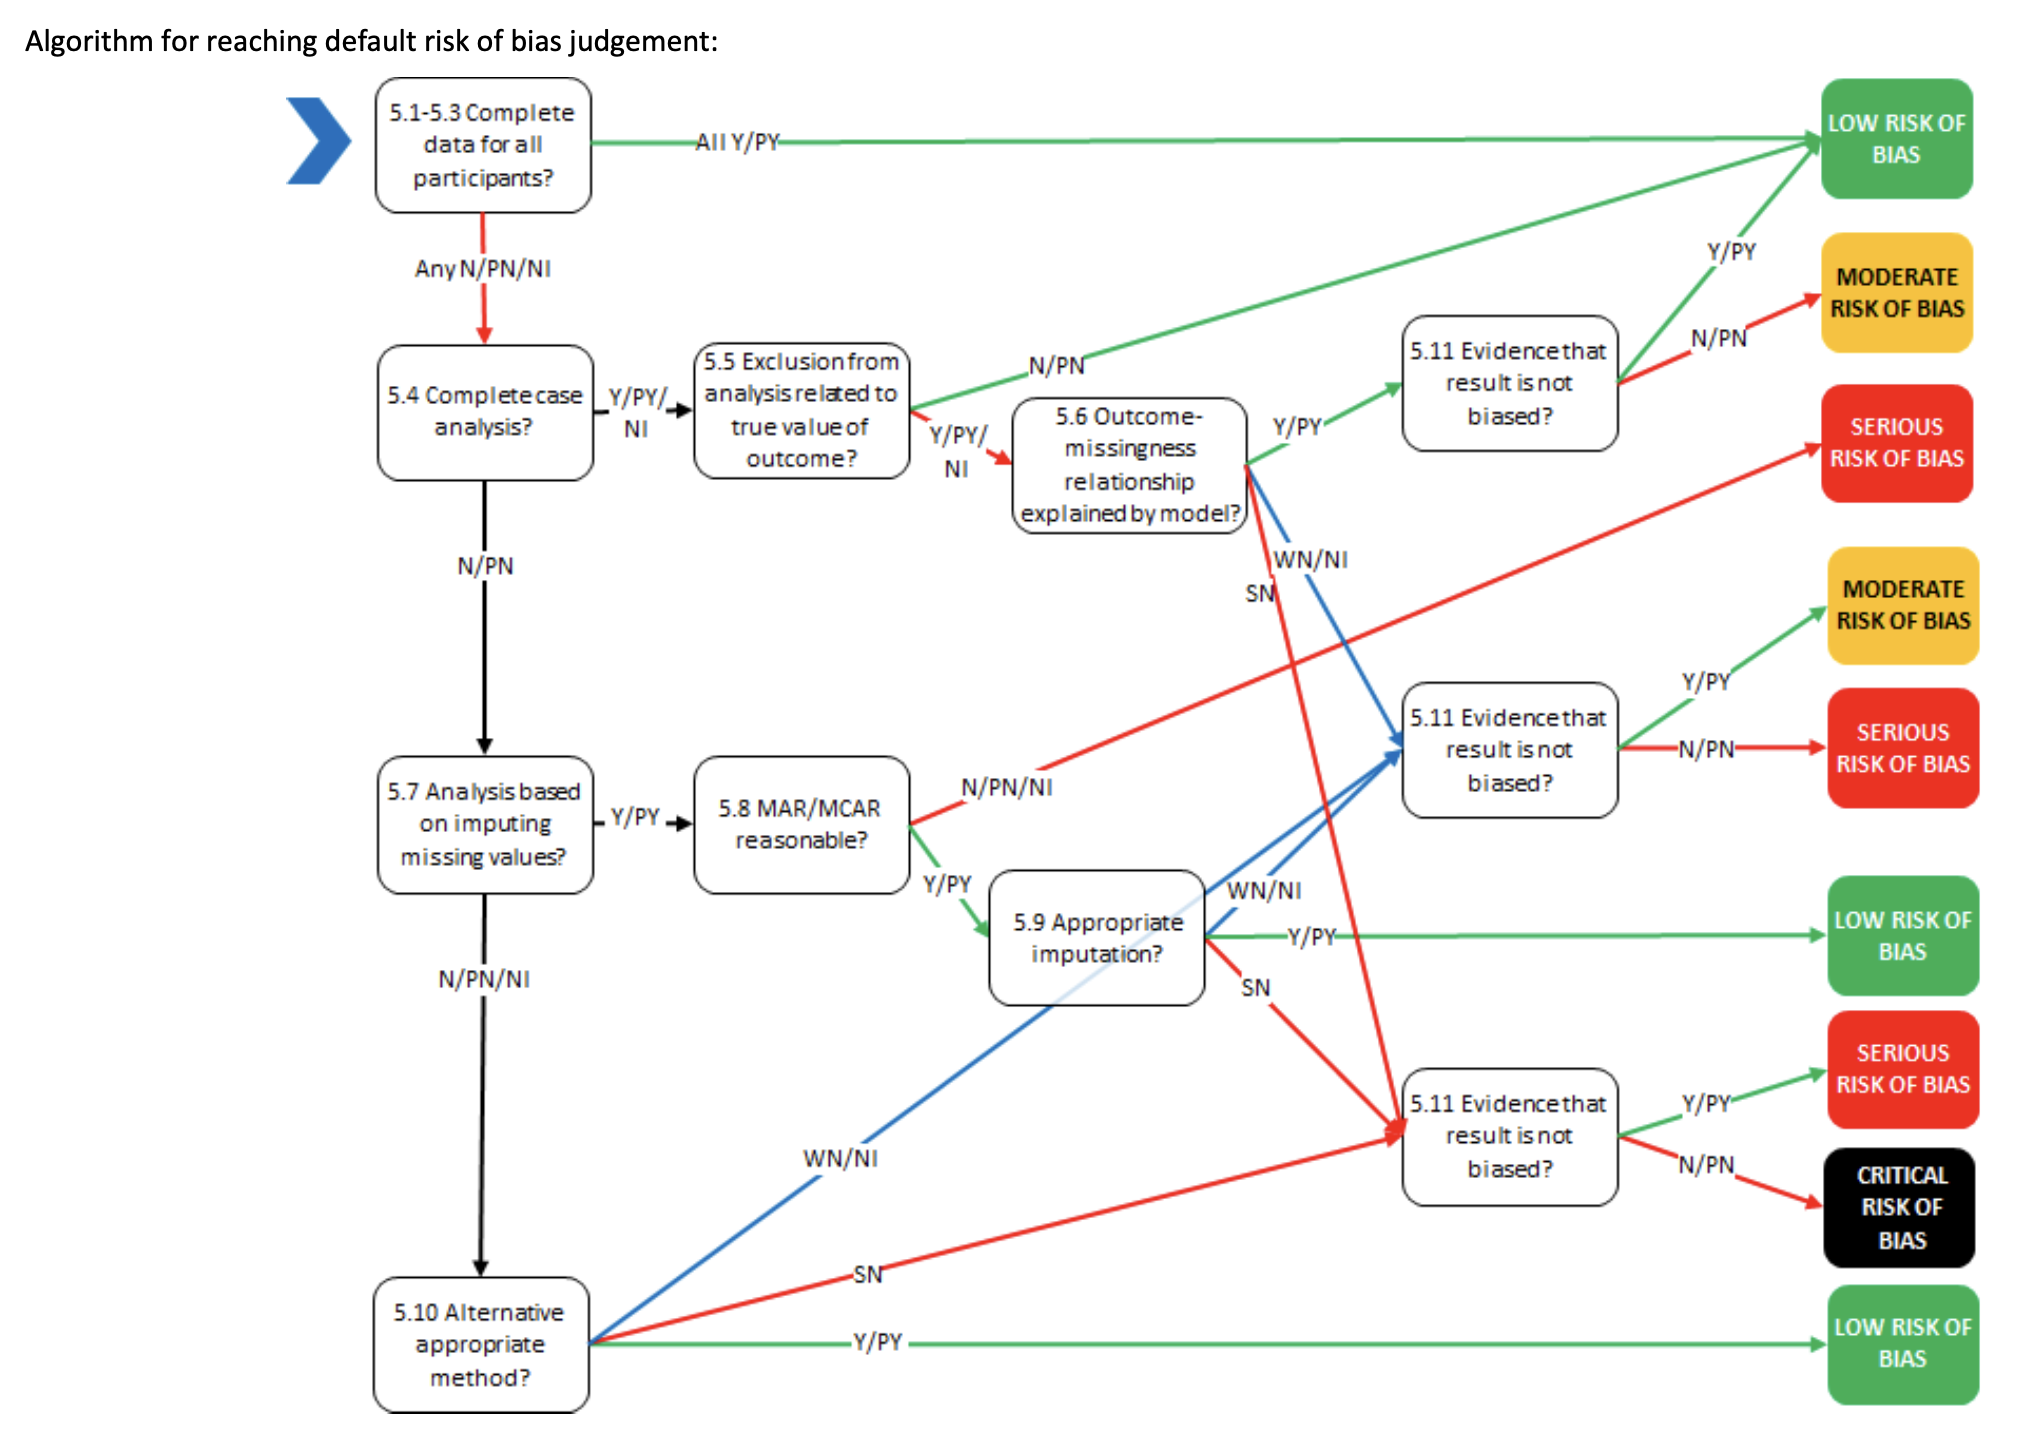 Algorithm for reaching default risk of bias judgement:
5.1-5.3 Complete
data for all
participants?
All Y/PY
LOW RISK OF
BIAS
Any N/PN/NI
Y/PY
MODERATE
RISK OF BIAS
N/PN
5.4 Complete case
analysis?
Y/PY/
NI
5.5 Exclusion from
analysis related to
true value of
outcome?
N/PN
Y/PY/
NI
5.6 Outcome-
missingness
relationship
explained by model?
Y/PY
5.11 Evidence that
result is not
biased?
SERIOUS
RISK OF BIAS
WN/NI
SN
N/PN
MODERATE
RISK OF BIAS
Y/PY
5.11 Evidence that
result is not
biased?
N/PN
SERIOUS
RISK OF BIAS
5.7 Analysis based
on imputing
missing values?
Y/PY
5.8 MAR/MCAR
reasonable?
N/PN/NI
Y/PY
5.9 Appropriate
imputation?
WN/NI
Y/PY
LOW RISK OF
BIAS
SN
N/PN/NI
SERIOUS
RISK OF BIAS
Y/PY
5.11 Evidence that
result is not
biased?
N/PN
CRITICAL
RISK OF
BIAS
WN/NI
SN
5.10 Alternative
appropriate
method?
Y/PY
LOW RISK OF
BIAS